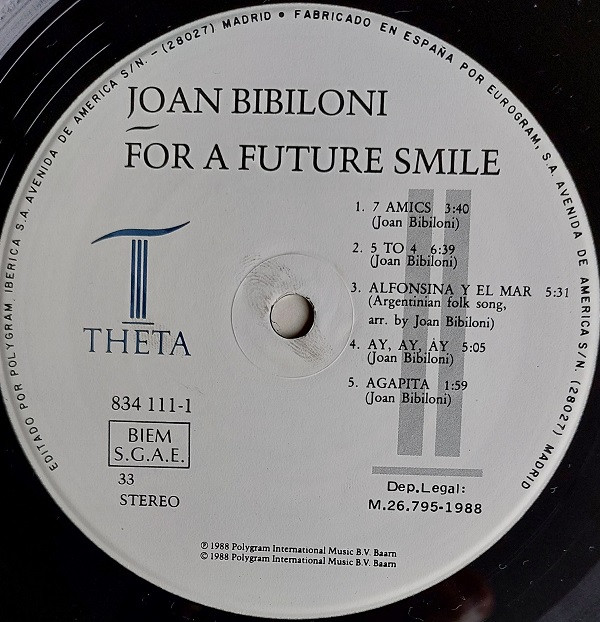 EDITADO POR POLYGRAM IBERICA S.A. AVENIDA DE AMERICA S/N. - (28027) MADRID • FABRICADO EN ESPAÑA POR EUROGRAM, S.A. AVENIDA DE AMERICA S/N. (28027) MADRID
JOAN BIBILONI
FOR A FUTURE SMILE
1. 7 AMICS 3:40
(Joan Bibiloni)
2. 5 TO 4 6:39
(Joan Bibiloni)
3. ALFONSINA Y EL MAR 5:31
(Argentinian folk song,
arr. by Joan Bibiloni)
4. AY, AY, AY 5:05
(Joan Bibiloni)
5. AGAPITA 1:59
(Joan Bibiloni)
THETA
834 111-1
BIEM
S.G.A.E.
33
STEREO
Dep.Legal:
M.26.795-1988
℗ 1988 Polygram International Music B.V. Baarn
© 1988 Polygram International Music B.V. Baarn